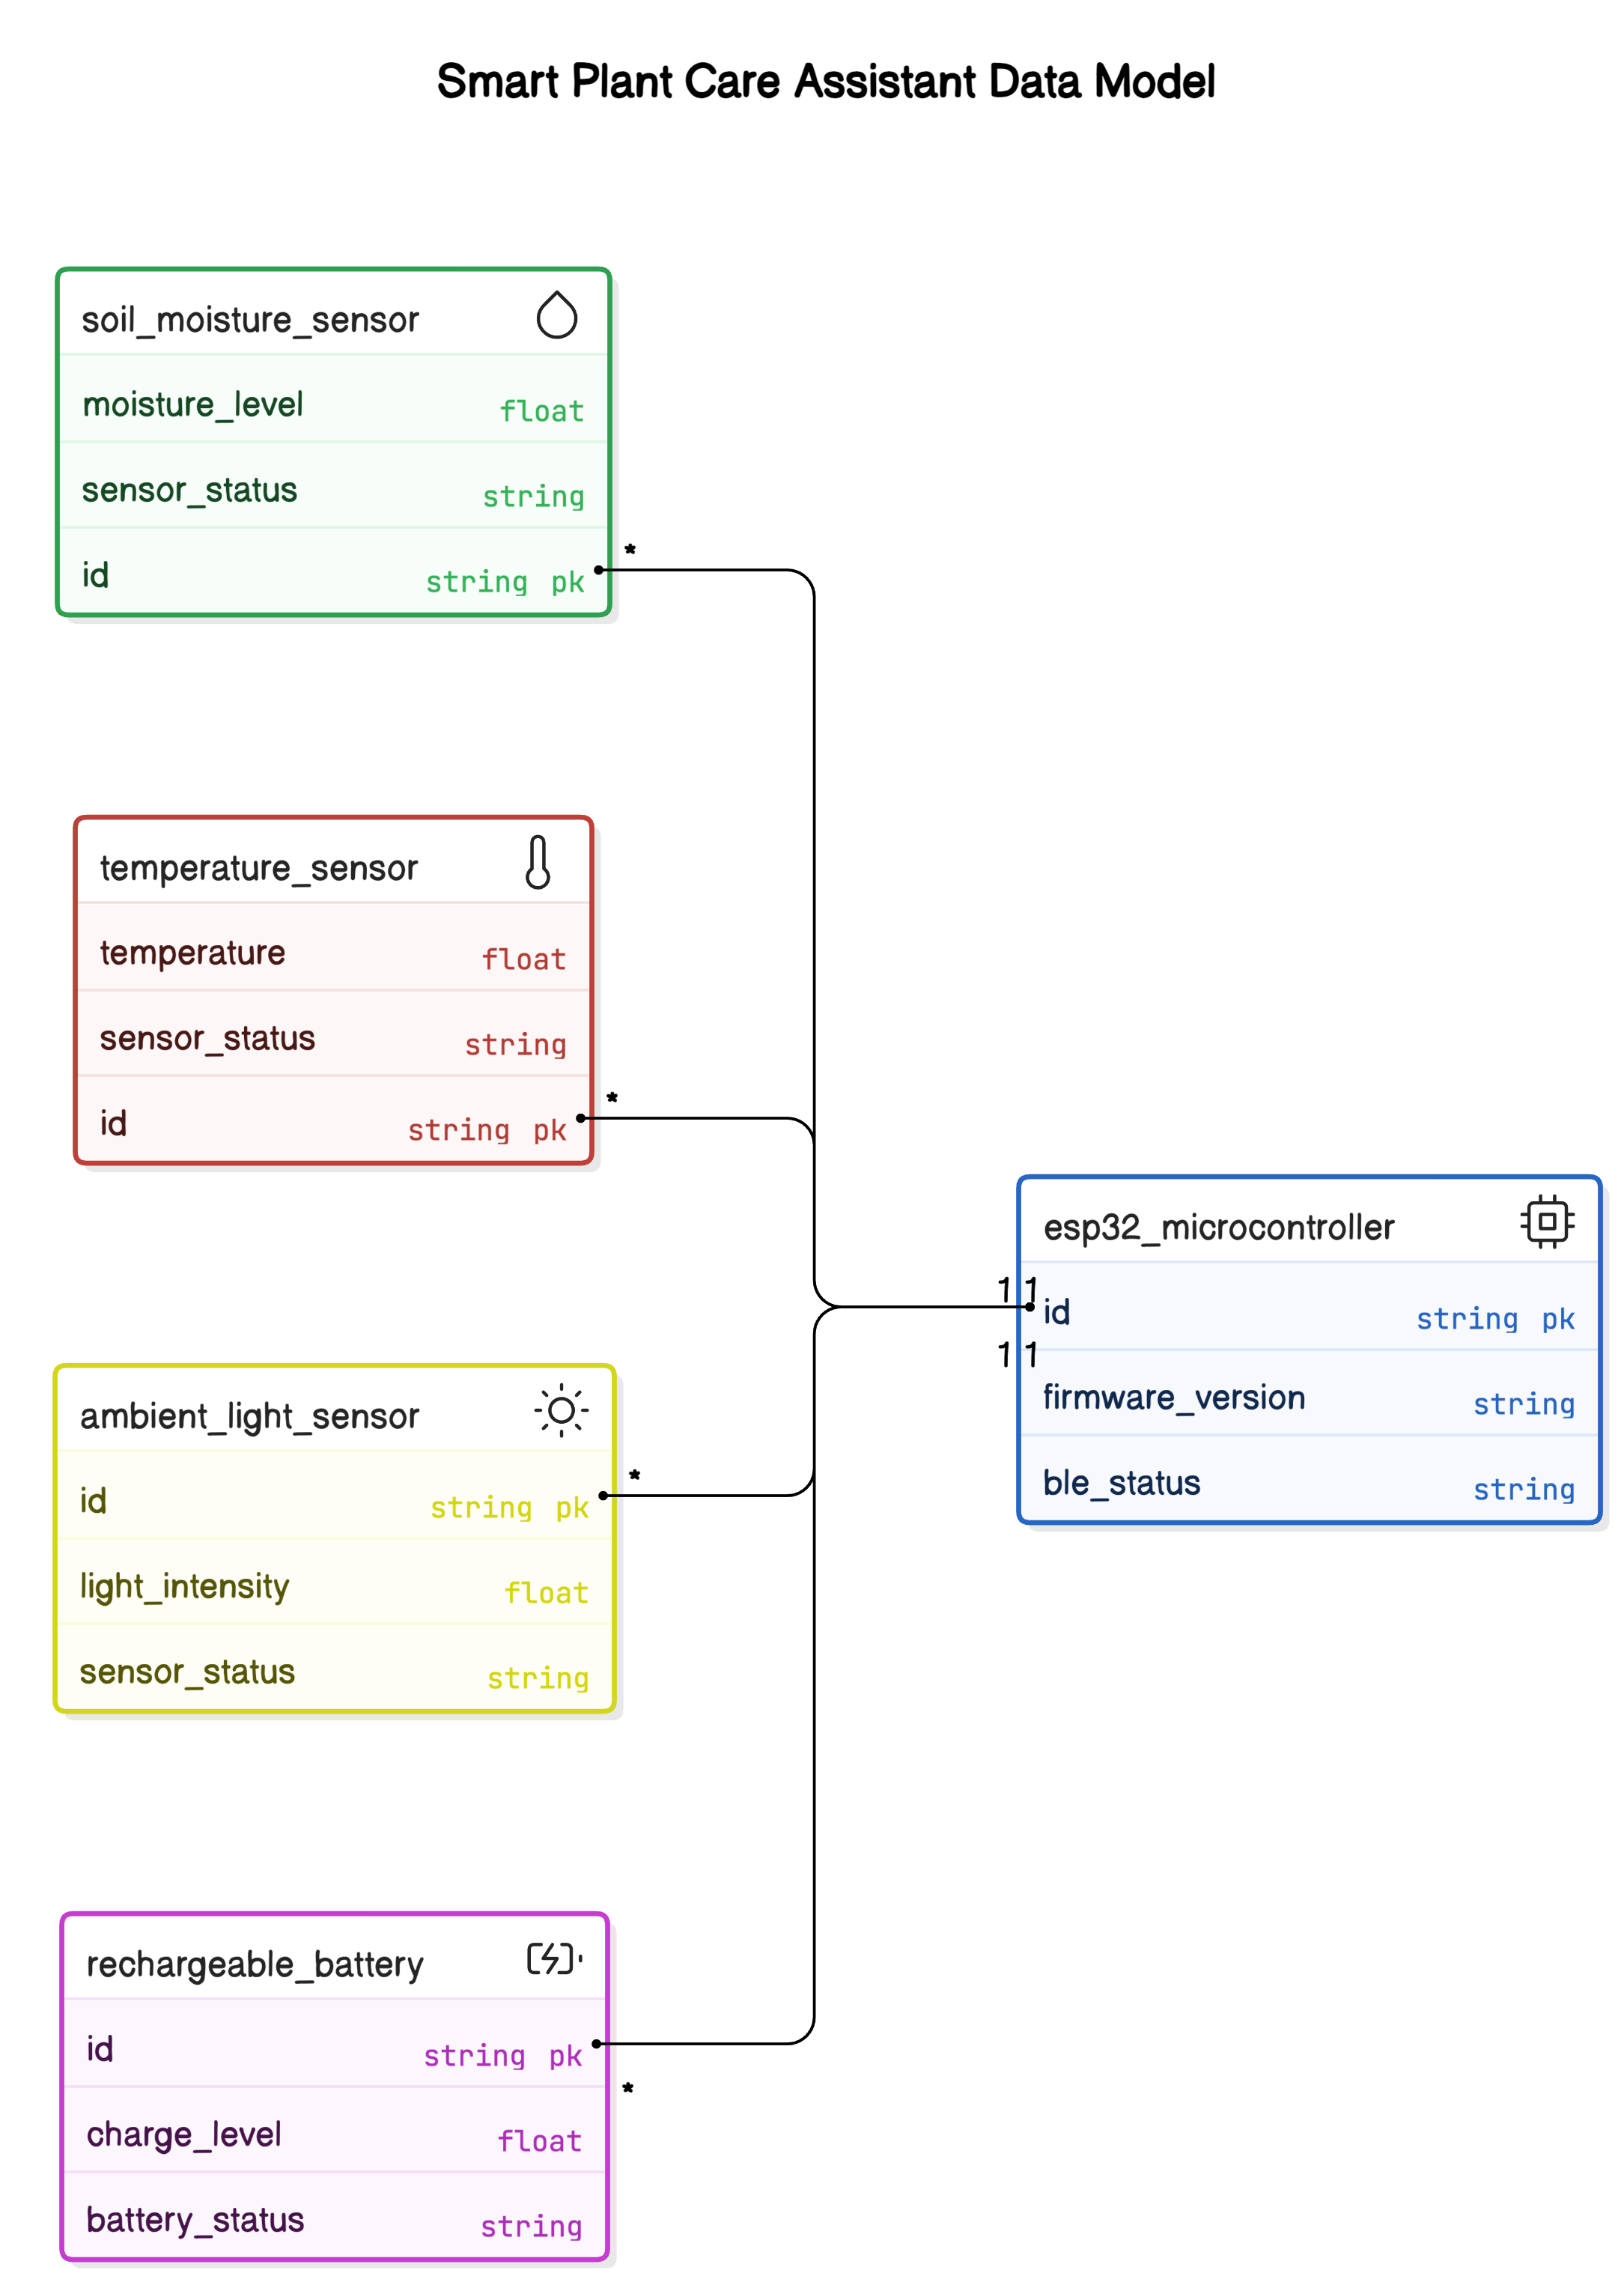 Smart Plant Care Assistant Data Model
soil_moisture_sensor
moisture_level float
sensor_status string
id string pk
*
temperature_sensor
temperature float
sensor_status string
id string pk
*
esp32_microcontroller
1 1
id string pk
1 1
firmware_version string
ble_status string
ambient_light_sensor
id string pk
*
light_intensity float
sensor_status string
rechargeable_battery
id string pk
*
charge_level float
battery_status string